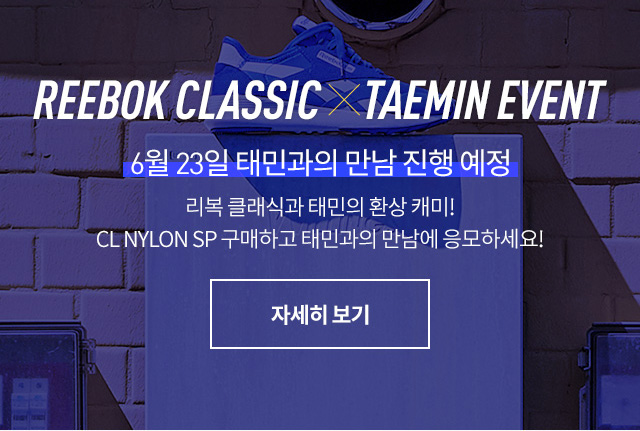 REEBOK CLASSIC × TAEMIN EVENT
6월 23일 태민과의 만남 진행 예정
리복 클래식과 태민의 환상 캐미!
CL NYLON SP 구매하고 태민과의 만남에 응모하세요!
자세히 보기